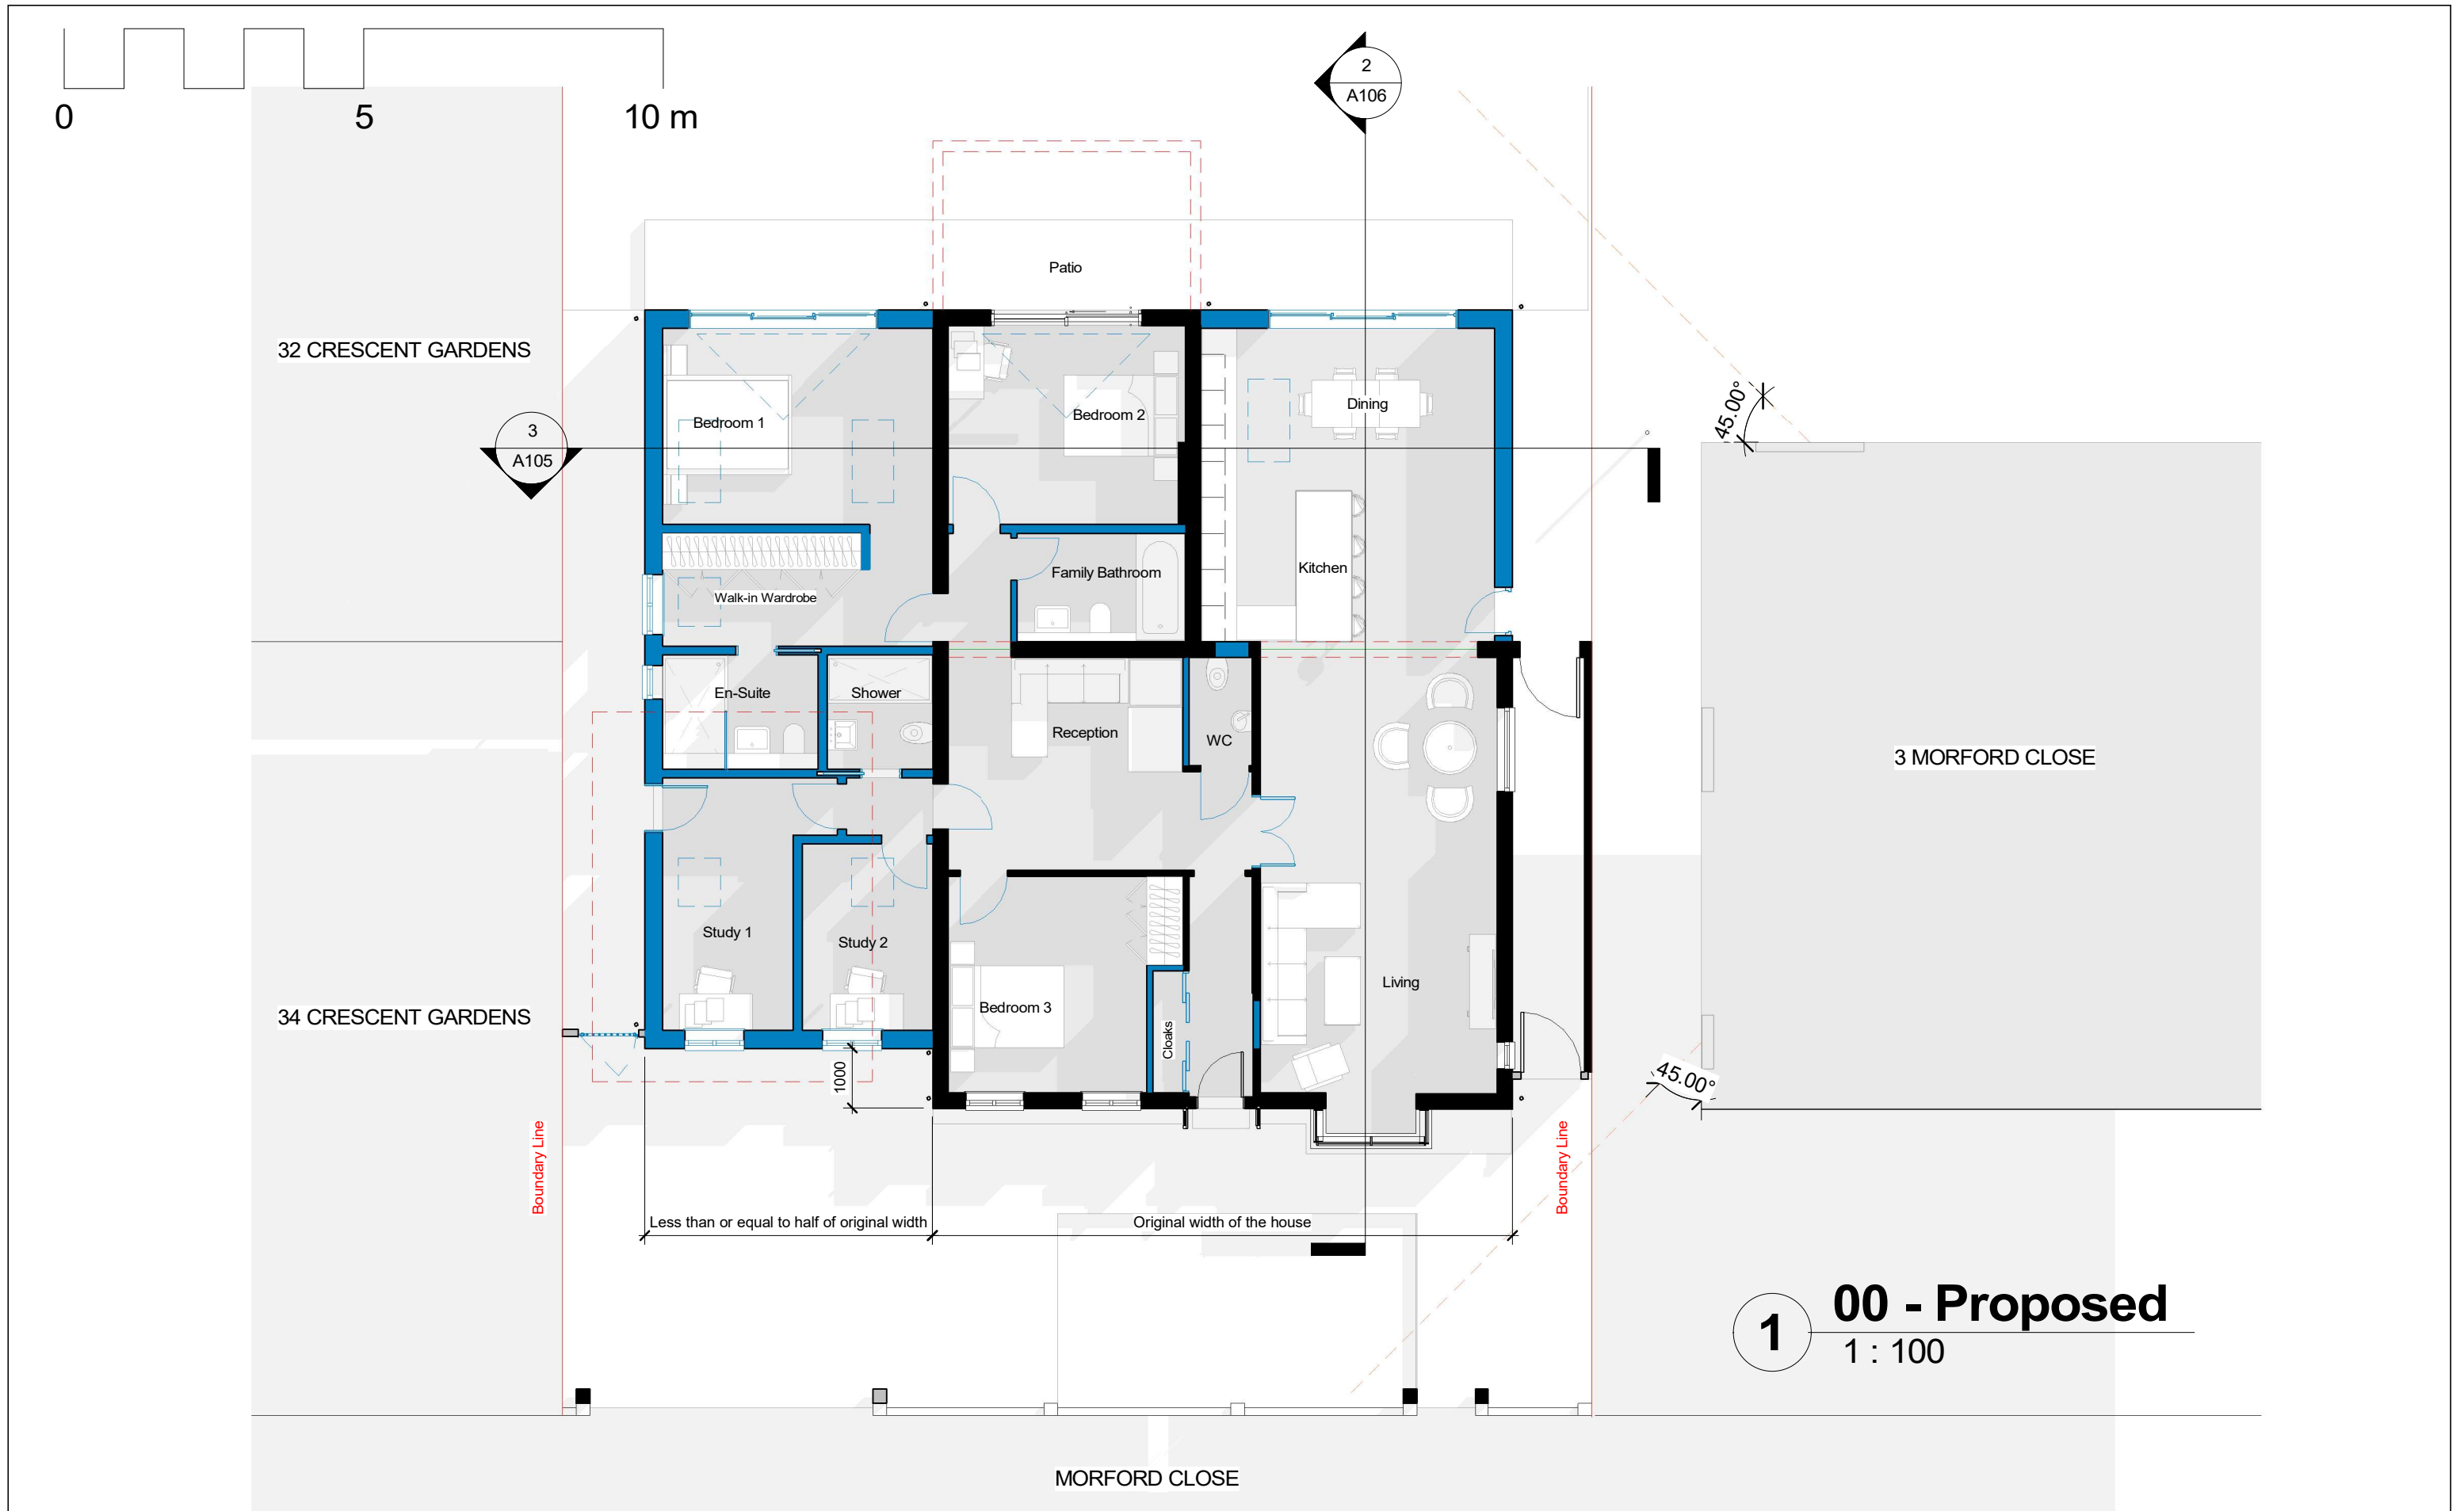 0
5
10 m
2
A106
Patio
32 CRESCENT GARDENS
45.00°
Bedroom 1
Bedroom 2
Dining
3
A105
Family Bathroom
Kitchen
Walk-in Wardrobe
En-Suite
Shower
Reception
WC
3 MORFORD CLOSE
Study 1
Study 2
Living
34 CRESCENT GARDENS
Bedroom 3
Cloaks
1000
45.00°
Boundary Line
Boundary Line
Less than or equal to half of original width
Original width of the house
1
00 - Proposed
1 : 100
MORFORD CLOSE